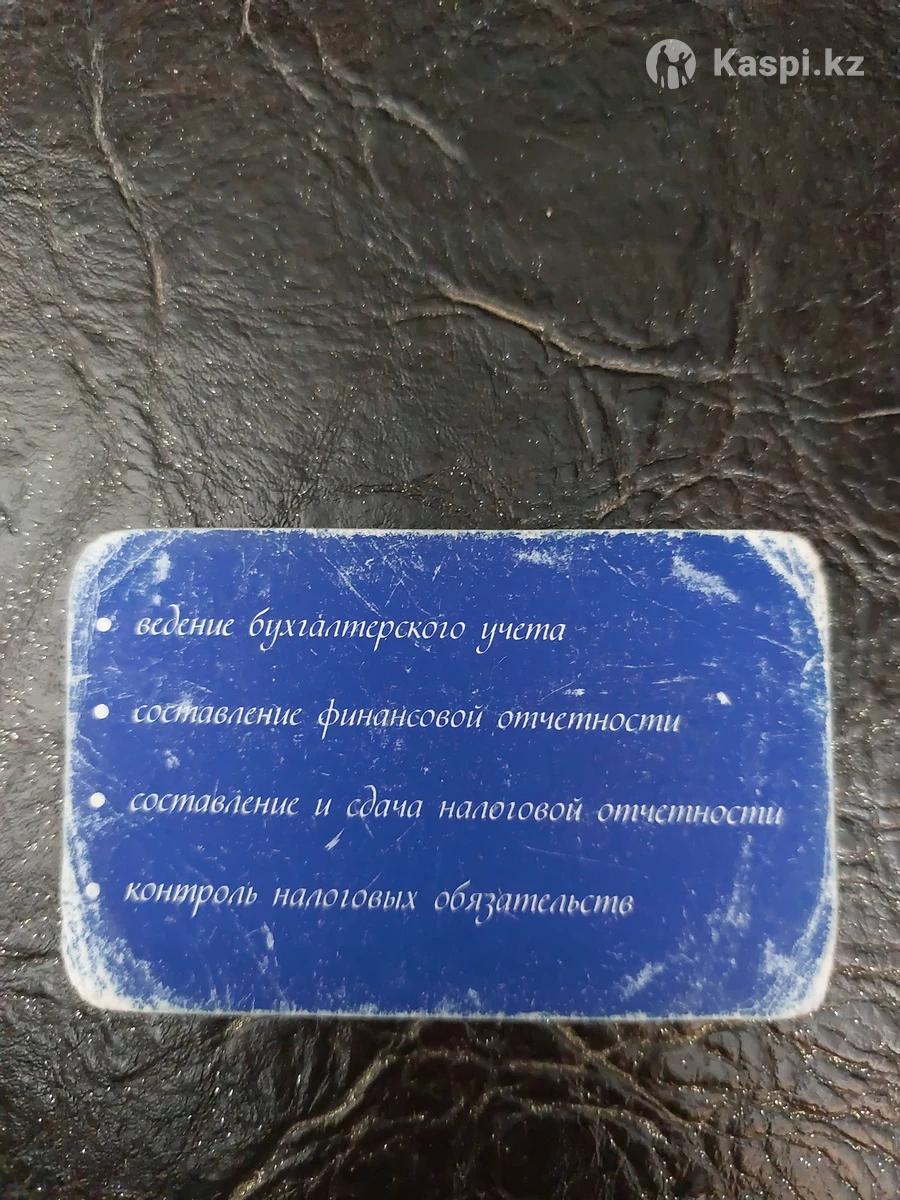 Kaspi.kz
• ведение бухгалтерского учета
• составление финансовой отчетности
• составление и сдача налоговой отчетности
• контроль налоговых обязательств